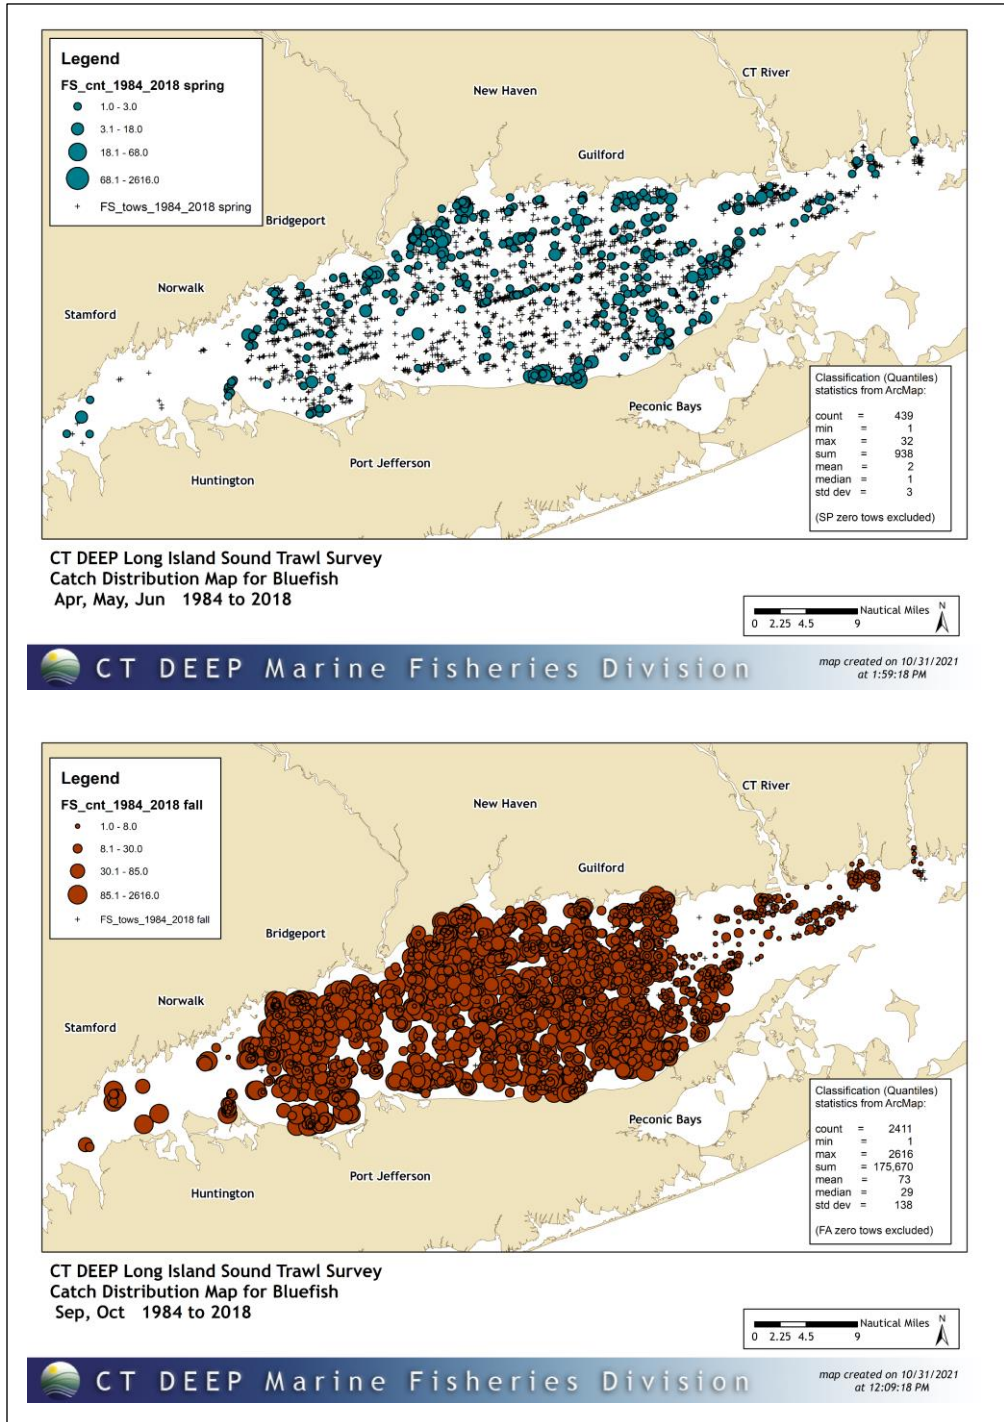 Legend
FS_cnt_1984_2018 spring
1.0 - 3.0
3.1 - 18.0
18.1 - 68.0
68.1 - 2616.0
FS_tows_1984_2018 spring
CT River
New Haven
Guilford
Bridgeport
Norwalk
Stamford
Peconic Bays
Port Jefferson
Huntington
Classification (Quantiles)
statistics from ArcMap:
count = 439
min = 1
max = 32
sum = 938
mean = 2
median = 1
std dev = 3
(SP zero tows excluded)
CT DEEP Long Island Sound Trawl Survey
Catch Distribution Map for Bluefish
Apr, May, Jun 1984 to 2018
Nautical Miles
N
0 2.25 4.5 9
CT DEEP Marine Fisheries Division
map created on 10/31/2021
at 1:59:18 PM
Legend
FS_cnt_1984_2018 fall
1.0 - 8.0
8.1 - 30.0
30.1 - 85.0
85.1 - 2616.0
FS_tows_1984_2018 fall
CT River
New Haven
Guilford
Bridgeport
Norwalk
Stamford
Peconic Bays
Port Jefferson
Huntington
Classification (Quantiles)
statistics from ArcMap:
count = 2411
min = 1
max = 2616
sum = 175,670
mean = 73
median = 29
std dev = 138
(FA zero tows excluded)
CT DEEP Long Island Sound Trawl Survey
Catch Distribution Map for Bluefish
Sep, Oct 1984 to 2018
Nautical Miles
N
0 2.25 4.5 9
CT DEEP Marine Fisheries Division
map created on 10/31/2021
at 12:09:18 PM